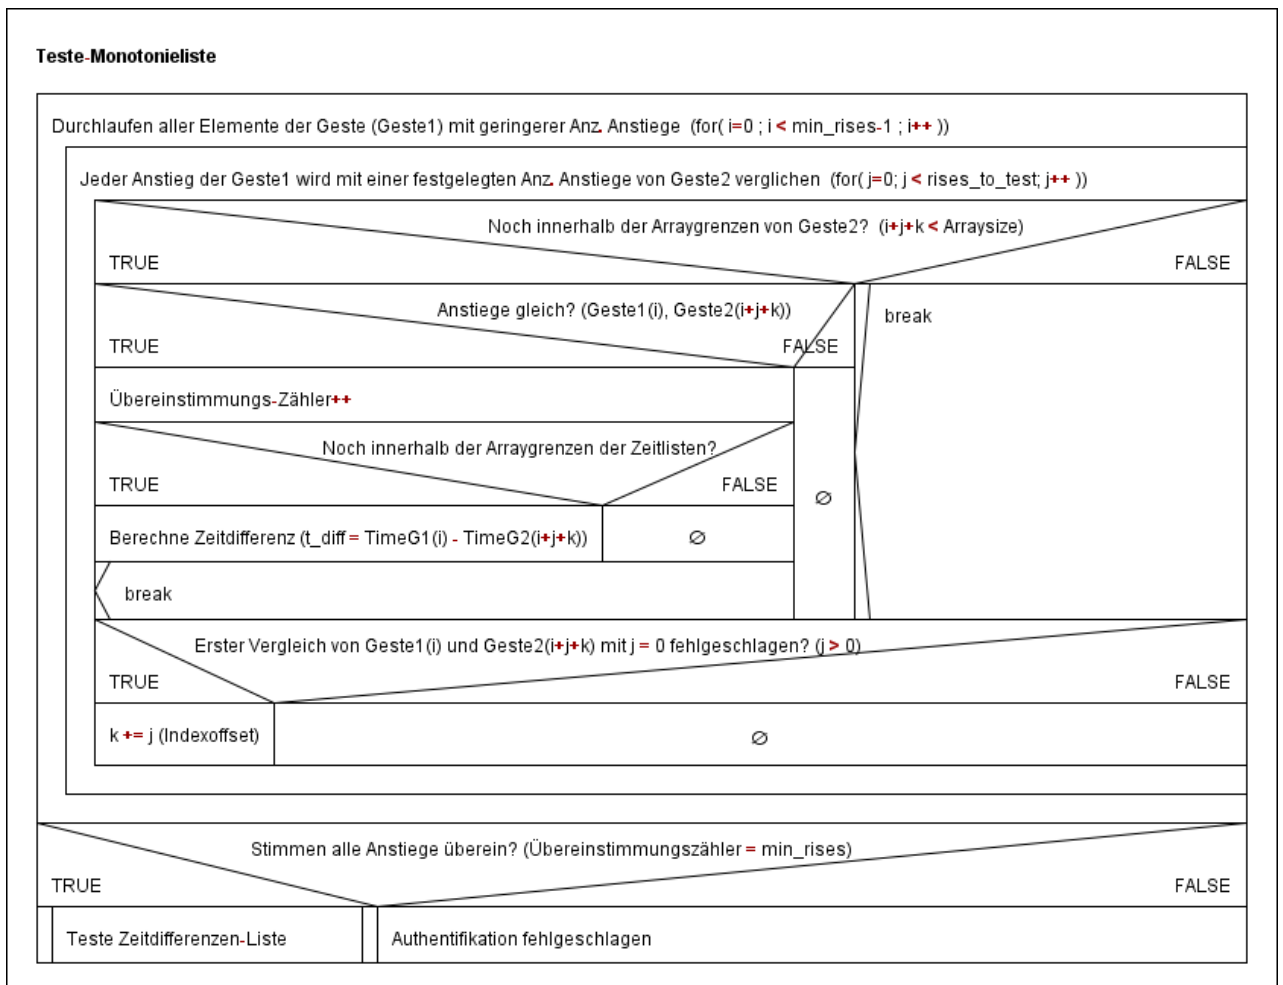 Teste-Monotonieliste
Durchlaufen aller Elemente der Geste (Geste1) mit geringerer Anz. Anstiege (for( i=0 ; i < min_rises-1 ; i++ ))
Jeder Anstieg der Geste1 wird mit einer festgelegten Anz. Anstiege von Geste2 verglichen (for( j=0; j < rises_to_test; j++ ))
Noch innerhalb der Arraygrenzen von Geste2? (i+j+k < Arraysize)
TRUE FALSE
Anstiege gleich? (Geste1(i), Geste2(i+j+k))
break
TRUE FALSE
Übereinstimmungs-Zähler++
Noch innerhalb der Arraygrenzen der Zeitlisten?
TRUE FALSE
∅
Berechne Zeitdifferenz (t_diff = TimeG1(i) - TimeG2(i+j+k)) ∅
break
Erster Vergleich von Geste1(i) und Geste2(i+j+k) mit j = 0 fehlgeschlagen? (j > 0)
TRUE FALSE
k += j (Indexoffset) ∅
Stimmen alle Anstiege überein? (Übereinstimmungszähler = min_rises)
TRUE FALSE
Teste Zeitdifferenzen-Liste Authentifikation fehlgeschlagen